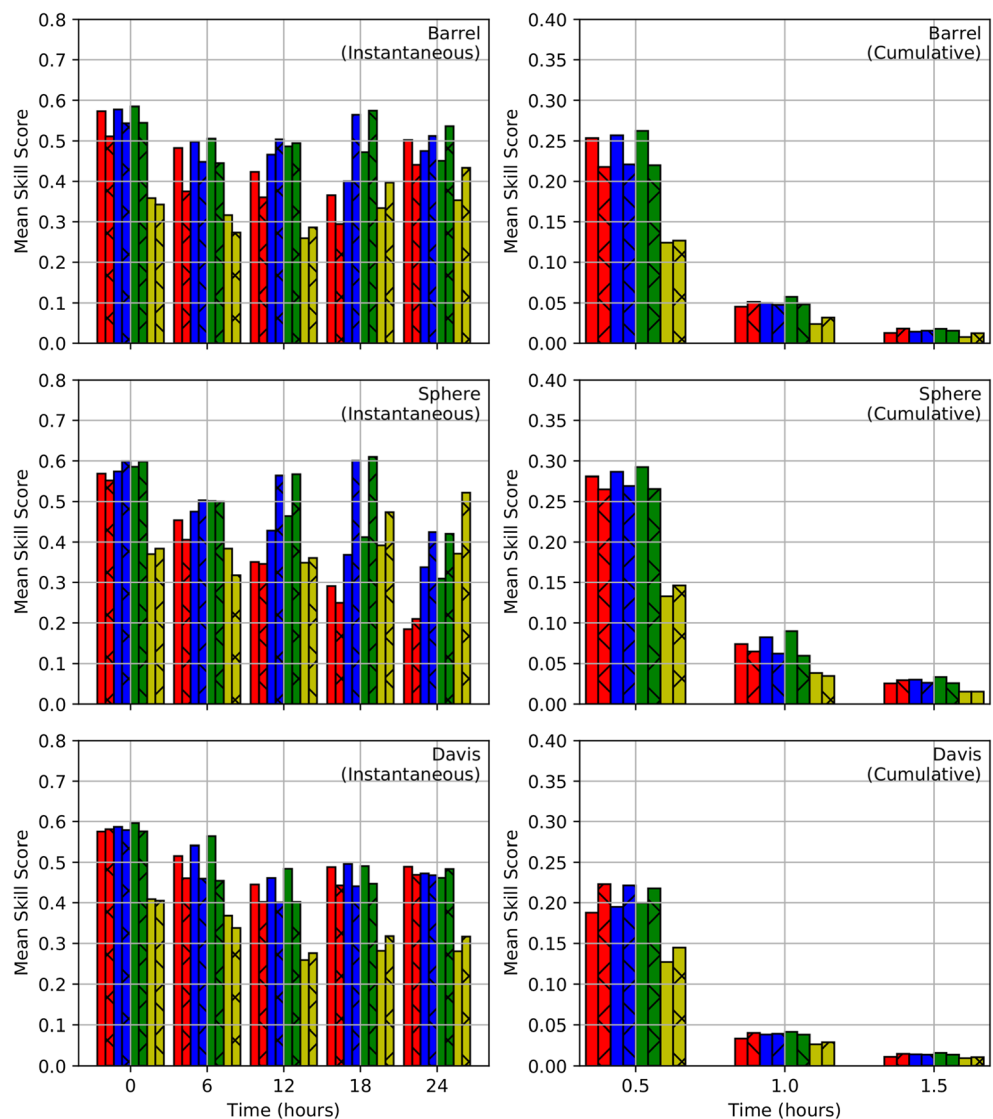 Barrel
(Instantaneous)
Mean Skill Score
0.8
0.7
0.6
0.5
0.4
0.3
0.2
0.1
0.0
Barrel
(Cumulative)
Mean Skill Score
0.40
0.35
0.30
0.25
0.20
0.15
0.10
0.05
0.00
Sphere
(Instantaneous)
Mean Skill Score
0.8
0.7
0.6
0.5
0.4
0.3
0.2
0.1
0.0
Sphere
(Cumulative)
Mean Skill Score
0.40
0.35
0.30
0.25
0.20
0.15
0.10
0.05
0.00
Davis
(Instantaneous)
Mean Skill Score
0.8
0.7
0.6
0.5
0.4
0.3
0.2
0.1
0.0
0 6 12 18 24
Time (hours)
Davis
(Cumulative)
Mean Skill Score
0.40
0.35
0.30
0.25
0.20
0.15
0.10
0.05
0.00
0.5 1.0 1.5
Time (hours)